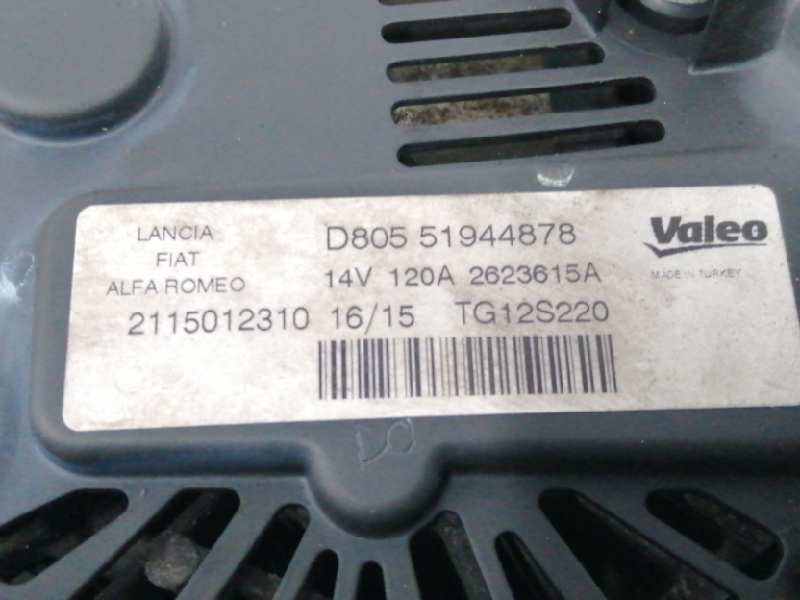 LANCIA
FIAT
ALFA ROMEO
D805 51944878
14V 120A 2623615A
2115012310 16/15 TG12S220
Valeo
MADE IN TURKEY